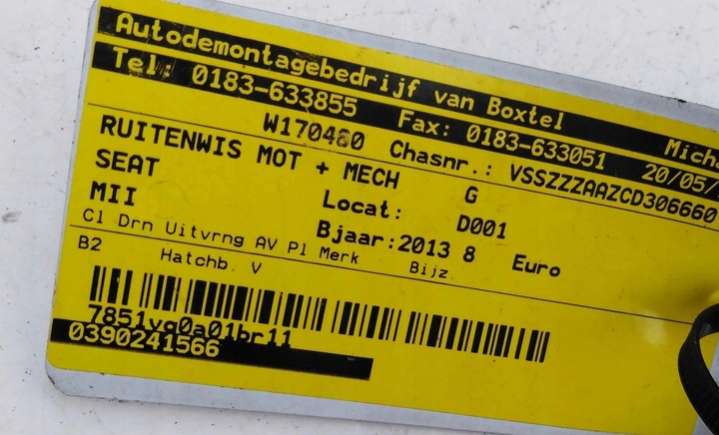 Autodemontagebedrijf van Boxtel
Tel: 0183-633855 Fax: 0183-633051 20/05/
W170480 Chasnr.: VSSZZZAAZCD306660
RUITENWIS MOT + MECH G
SEAT Locat: D001
MII Bjaar:2013 8 Euro
Cl Drn Uitvrng AV Pl Merk Bijz
B2 Hatchb. V
7851vq0a01br11
0390241566